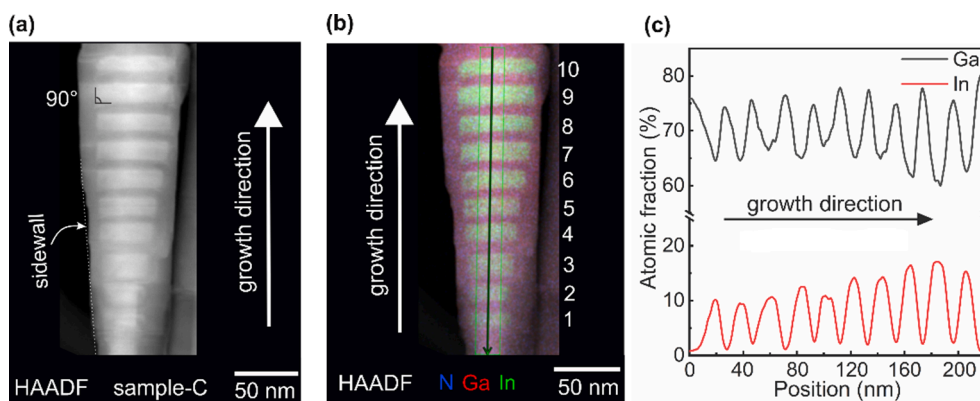 (a)
90°
sidewall
growth direction
HAADF sample-C 50 nm
(b)
growth direction
10
9
8
7
6
5
4
3
2
1
HAADF N Ga In 50 nm
(c)
Ga
In
Atomic fraction (%)
80
70
60
20
10
0
growth direction
0 40 80 120 160 200
Position (nm)